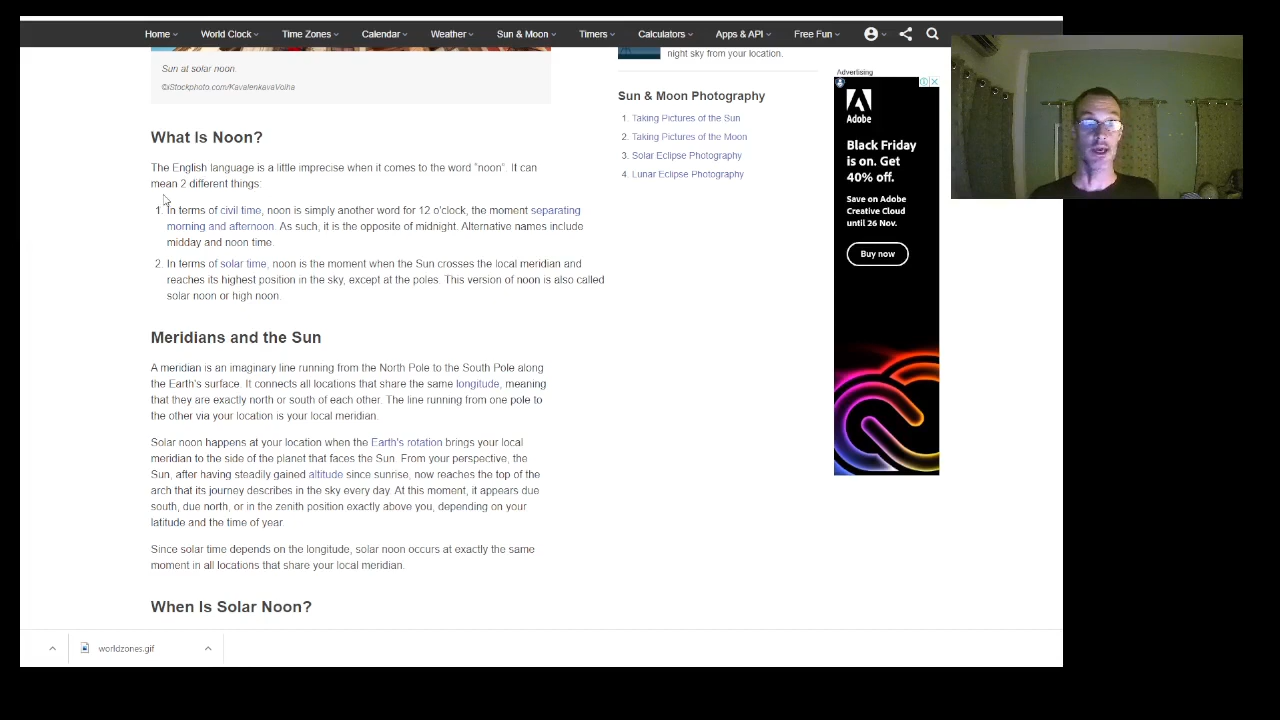 Home World Clock Time Zones Calendar Weather Sun & Moon Timers Calculators Apps & API Free Fun
Sun at solar noon.
©iStockphoto.com/KavalenkavaVolha
What Is Noon?
The English language is a little imprecise when it comes to the word "noon". It can
mean 2 different things:
1. In terms of civil time, noon is simply another word for 12 o'clock, the moment separating
morning and afternoon. As such, it is the opposite of midnight. Alternative names include
midday and noon time.
2. In terms of solar time, noon is the moment when the Sun crosses the local meridian and
reaches its highest position in the sky, except at the poles. This version of noon is also called
solar noon or high noon.
Meridians and the Sun
A meridian is an imaginary line running from the North Pole to the South Pole along
the Earth's surface. It connects all locations that share the same longitude, meaning
that they are exactly north or south of each other. The line running from one pole to
the other via your location is your local meridian.
Solar noon happens at your location when the Earth's rotation brings your local
meridian to the side of the planet that faces the Sun. From your perspective, the
Sun, after having steadily gained altitude since sunrise, now reaches the top of the
arch that its journey describes in the sky every day. At this moment, it appears due
south, due north, or in the zenith position exactly above you, depending on your
latitude and the time of year.
Since solar time depends on the longitude, solar noon occurs at exactly the same
moment in all locations that share your local meridian.
When Is Solar Noon?
night sky from your location.
Sun & Moon Photography
1. Taking Pictures of the Sun
2. Taking Pictures of the Moon
3. Solar Eclipse Photography
4. Lunar Eclipse Photography
Advertising
Adobe
Black Friday
is on. Get
40% off.
Save on Adobe
Creative Cloud
until 26 Nov.
Buy now
worldzones.gif